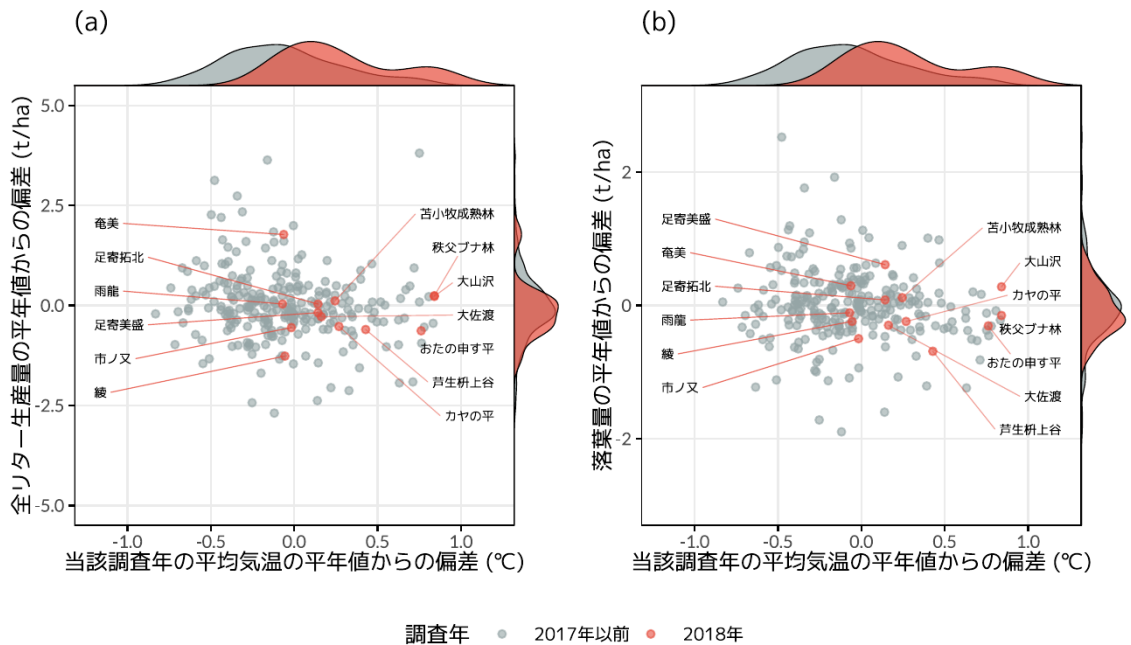 (a)
全リター生産量の平年値からの偏差 (t/ha)
5.0
2.5
0.0
-2.5
-5.0
奄美
足寄拓北
雨龍
足寄美盛
市ノ又
綾
苫小牧成熟林
秩父ブナ林
大山沢
大佐渡
おたの申す平
芦生枡上谷
カヤの平
-1.0 -0.5 0.0 0.5 1.0
当該調査年の平均気温の平年値からの偏差 (℃)
(b)
落葉量の平年値からの偏差 (t/ha)
2
0
-2
足寄美盛
奄美
足寄拓北
雨龍
綾
市ノ又
苫小牧成熟林
大山沢
カヤの平
秩父ブナ林
おたの申す平
大佐渡
芦生枡上谷
-1.0 -0.5 0.0 0.5 1.0
当該調査年の平均気温の平年値からの偏差 (℃)
調査年 2017年以前 2018年